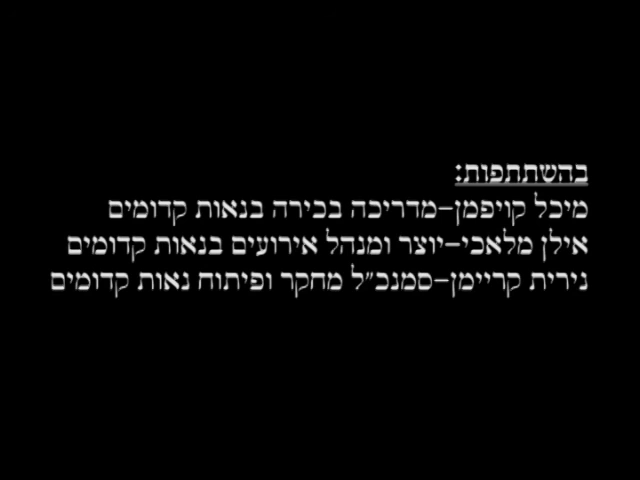 בהשתתפות:
מיכל קויפמן-מדריכה בכירה בנאות קדומים
אילן מלאכי-יוצר ומנהל אירועים בנאות קדומים
נירית קריימן-סמנכ״ל מחקר ופיתוח נאות קדומים